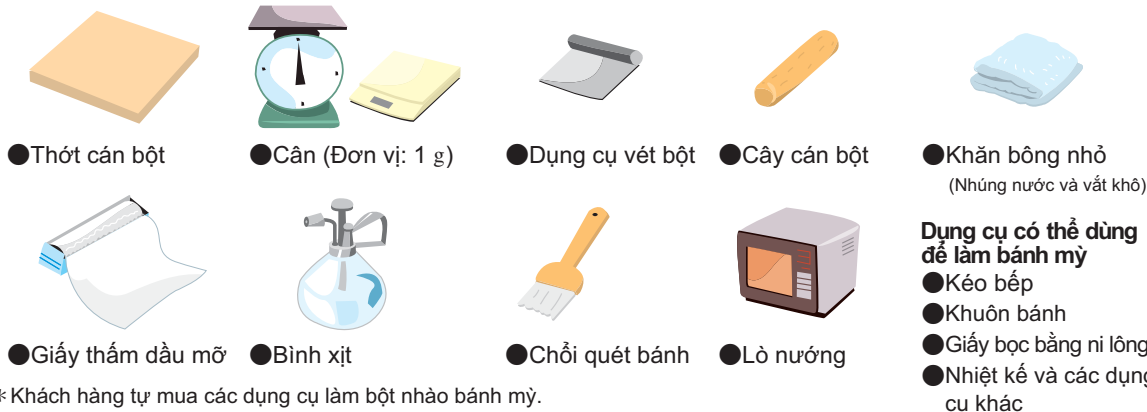 ●Thớt cán bột
●Cân (Đơn vị: 1 g)
●Dụng cụ vét bột
●Cây cán bột
●Khăn bông nhỏ
(Nhúng nước và vắt khô)
●Giấy thấm dầu mỡ
●Bình xịt
●Chổi quét bánh
●Lò nướng
Dụng cụ có thể dùng
để làm bánh mỳ
●Kéo bếp
●Khuôn bánh
●Giấy bọc bằng ni lông
●Nhiệt kế và các dụng
cụ khác
*Khách hàng tự mua các dụng cụ làm bột nhào bánh mỳ.